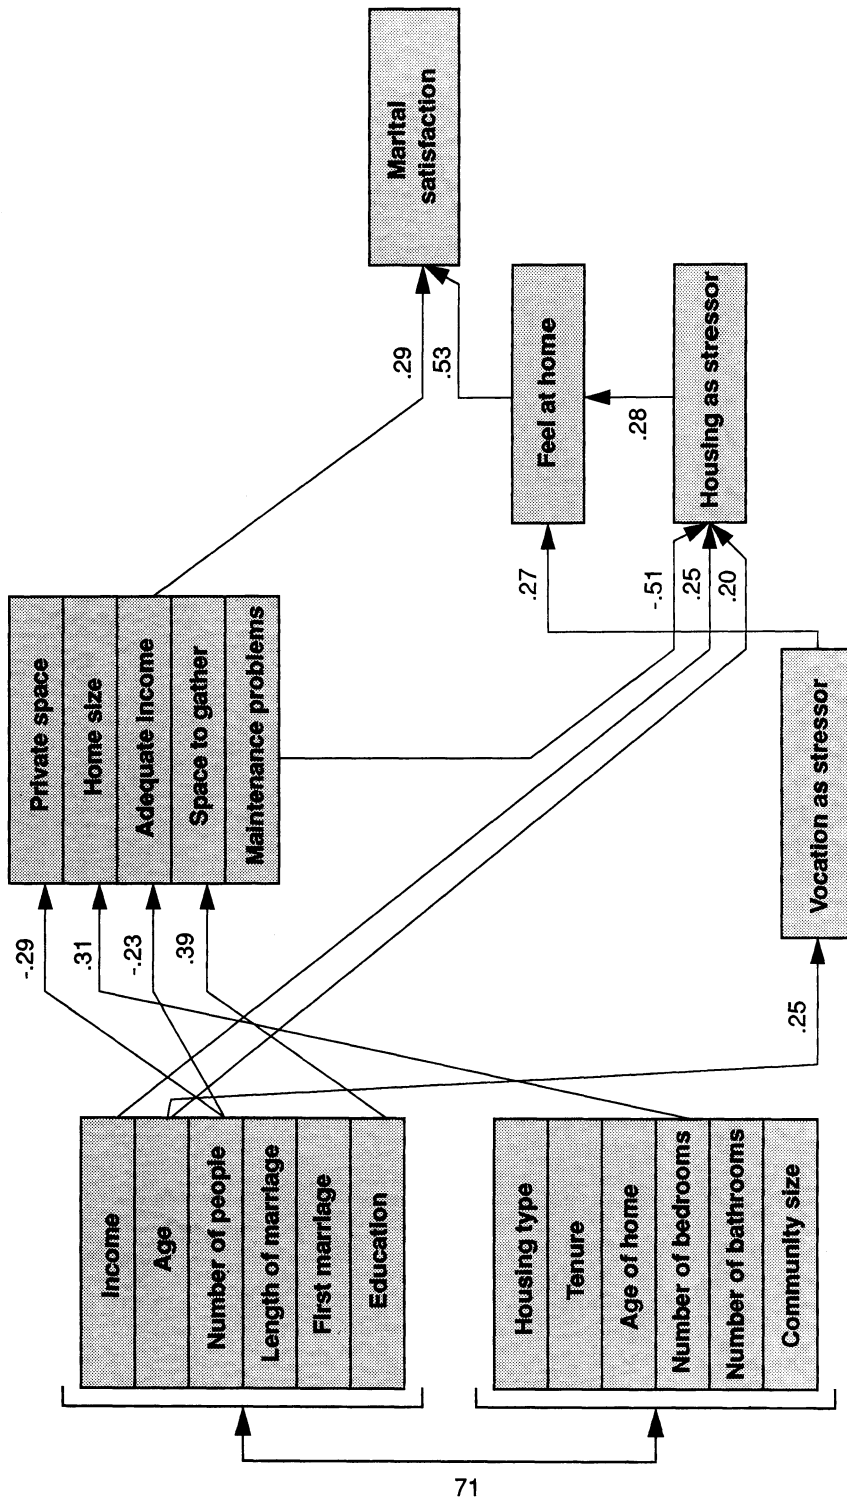 Private space
Home size
Adequate Income
Space to gather
Maintenance problems
Marital
satisfaction
-.29
.31
-.23
.39
.29
.53
Income
Age
Number of people
Length of marriage
First marriage
Education
Feel at home
.27
.28
-.51
.25
.20
Housing as stressor
Housing type
Tenure
Age of home
Number of bedrooms
Number of bathrooms
Community size
.25
Vocation as stressor
71